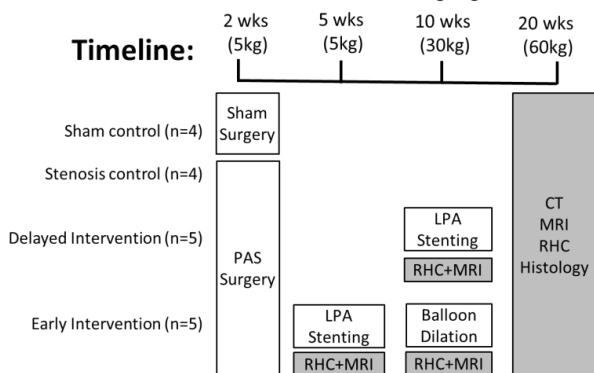 2 wks 5 wks 10 wks 20 wks
Timeline: (5kg) (5kg) (30kg) (60kg)
Sham control (n=4)
Sham
Surgery
Stenosis control (n=4)
Delayed Intervention (n=5)
Early Intervention (n=5)
PAS
Surgery
LPA
Stenting
RHC+MRI
LPA
Stenting
RHC+MRI
Balloon
Dilation
RHC+MRI
CT
MRI
RHC
Histology